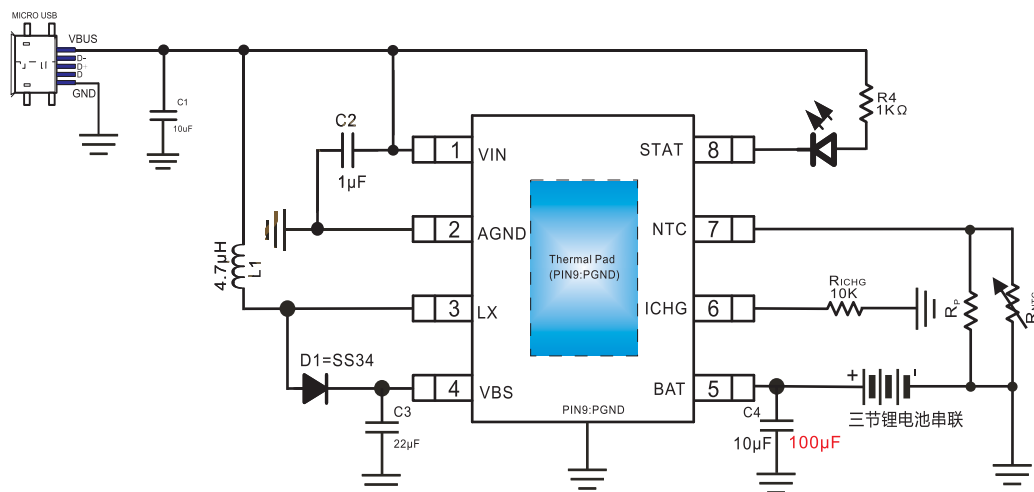 MICRO USB
VBUS
D-
D+
D
GND
C1
10uF
C2
1µF
R4
1KΩ
1 VIN
STAT 8
2 AGND
NTC 7
Thermal Pad
(PIN9:PGND)
4.7µH
L1
3 LX
ICHG 6
RICHG
10K
RP
RNTC
D1=SS34
4 VBS
BAT 5
+ -
C3
22µF
PIN9:PGND
C4
10µF 100µF
三节锂电池串联